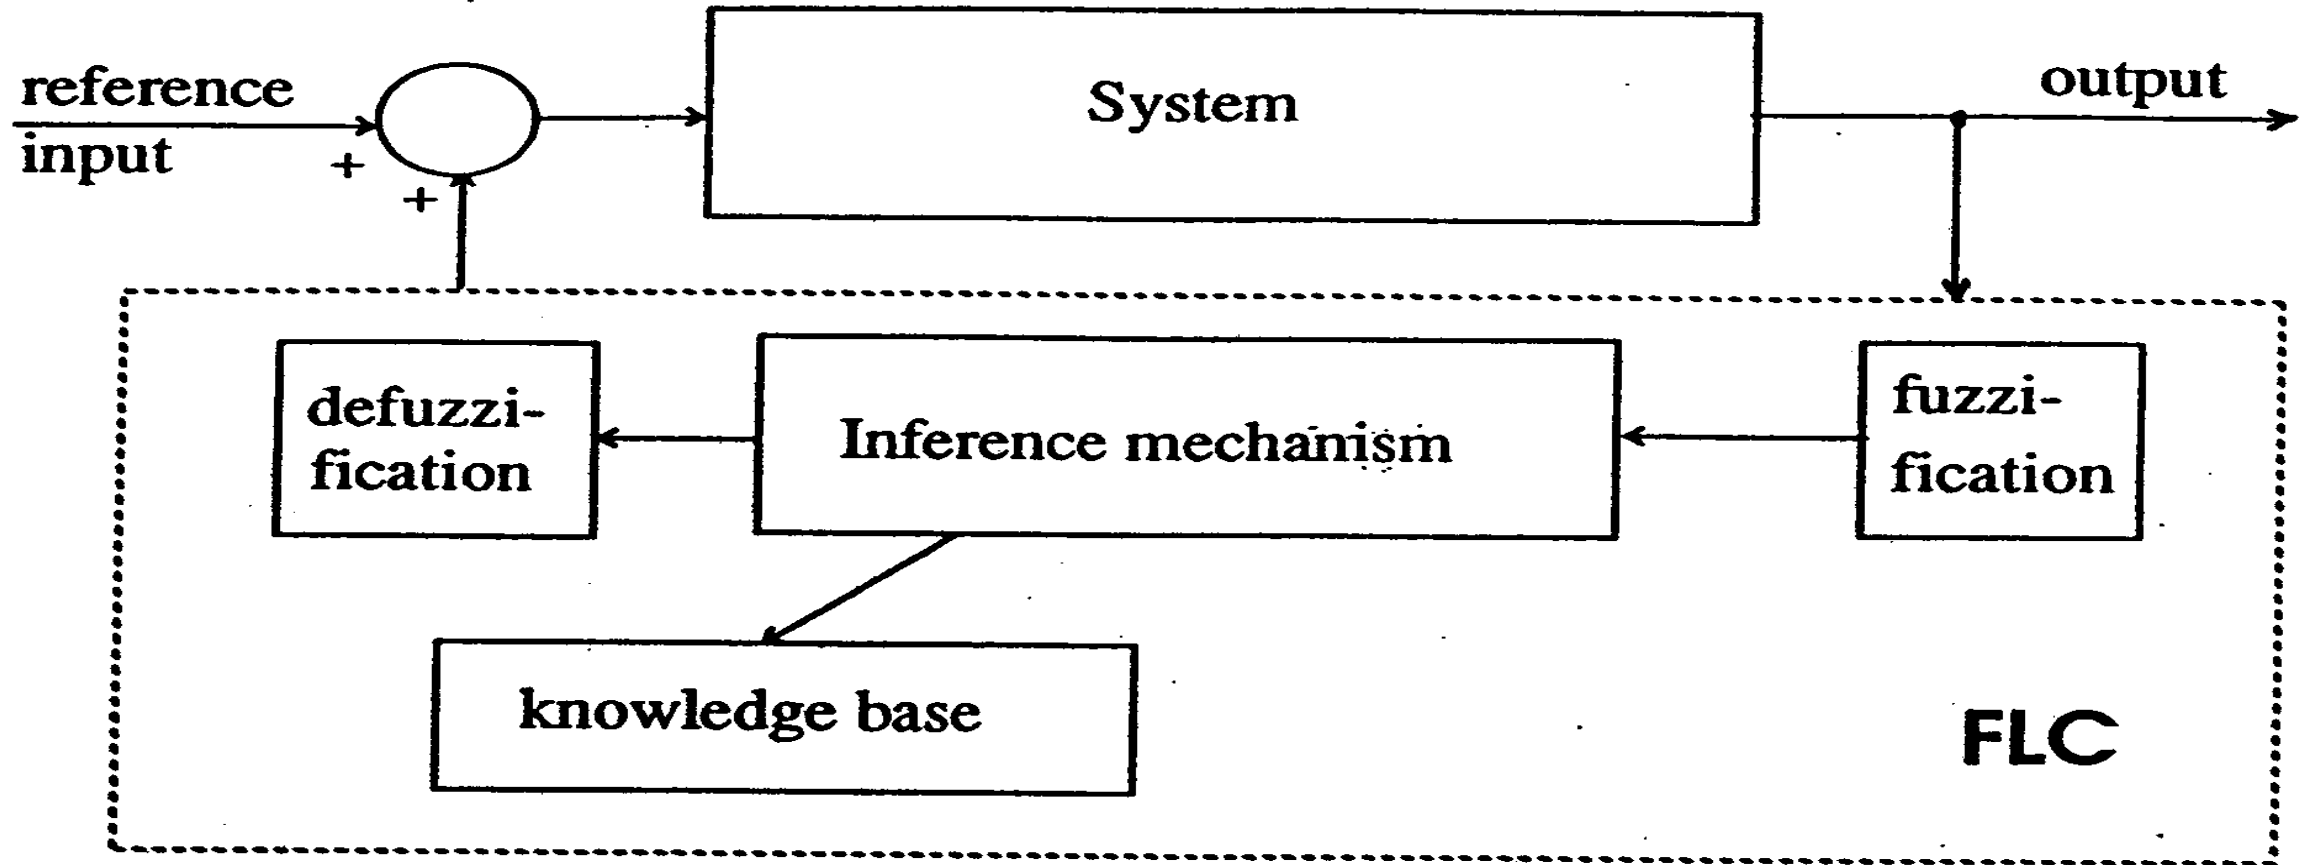 System
output
reference
input
+
+
defuzzi-
fication
Inference mechanism
fuzzi-
fication
knowledge base
FLC